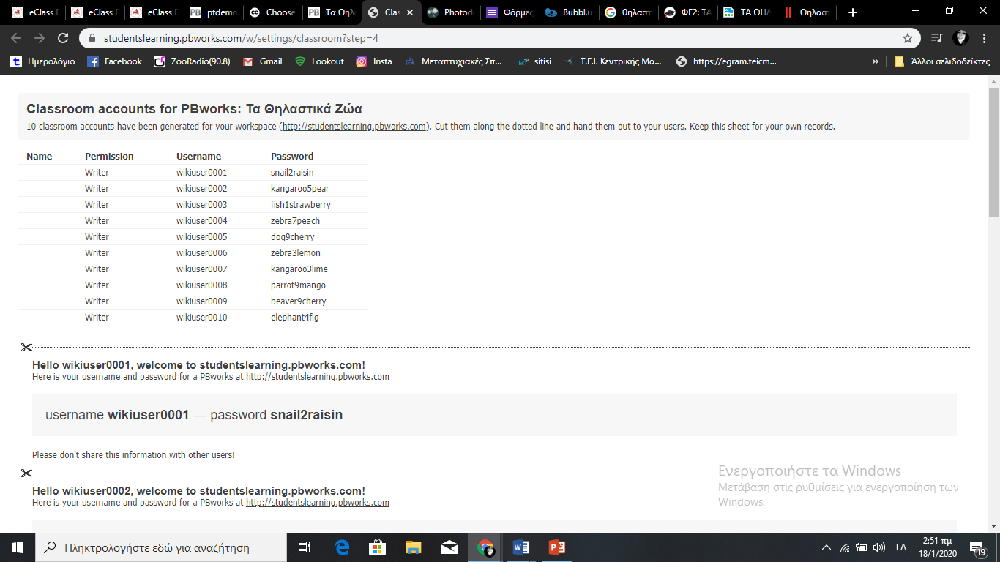 eClass Π
eClass Π
eClass Π
ptdemo
Choose
Τα Θηλ
Clas
Photode
Φόρμες
Bubbl.u
θηλαστ
ΦΕ2: ΤΑ
ΤΑ ΘΗΛ
Θηλαστ
studentslearning.pbworks.com/w/settings/classroom?step=4
Ημερολόγιο Facebook ZooRadio(90.8) Gmail Lookout Insta Μεταπτυχιακές Σπ... sitisi Τ.Ε.Ι. Κεντρικής Μα... https://egram.teicm... » Άλλοι σελιδοδείκτες
Classroom accounts for PBworks: Τα Θηλαστικά Ζώα
10 classroom accounts have been generated for your workspace (http://studentslearning.pbworks.com). Cut them along the dotted line and hand them out to your users. Keep this sheet for your own records.
Name Permission Username Password
Writer wikiuser0001 snail2raisin
Writer wikiuser0002 kangaroo5pear
Writer wikiuser0003 fish1strawberry
Writer wikiuser0004 zebra7peach
Writer wikiuser0005 dog9cherry
Writer wikiuser0006 zebra3lemon
Writer wikiuser0007 kangaroo3lime
Writer wikiuser0008 parrot9mango
Writer wikiuser0009 beaver9cherry
Writer wikiuser0010 elephant4fig
Hello wikiuser0001, welcome to studentslearning.pbworks.com!
Here is your username and password for a PBworks at http://studentslearning.pbworks.com
username wikiuser0001 — password snail2raisin
Please don't share this information with other users!
Hello wikiuser0002, welcome to studentslearning.pbworks.com!
Here is your username and password for a PBworks at http://studentslearning.pbworks.com
Ενεργοποιήστε τα Windows
Μετάβαση στις ρυθμίσεις για ενεργοποίηση των
Windows.
Πληκτρολογήστε εδώ για αναζήτηση
ΕΛ
2:51 πμ
18/1/2020
19